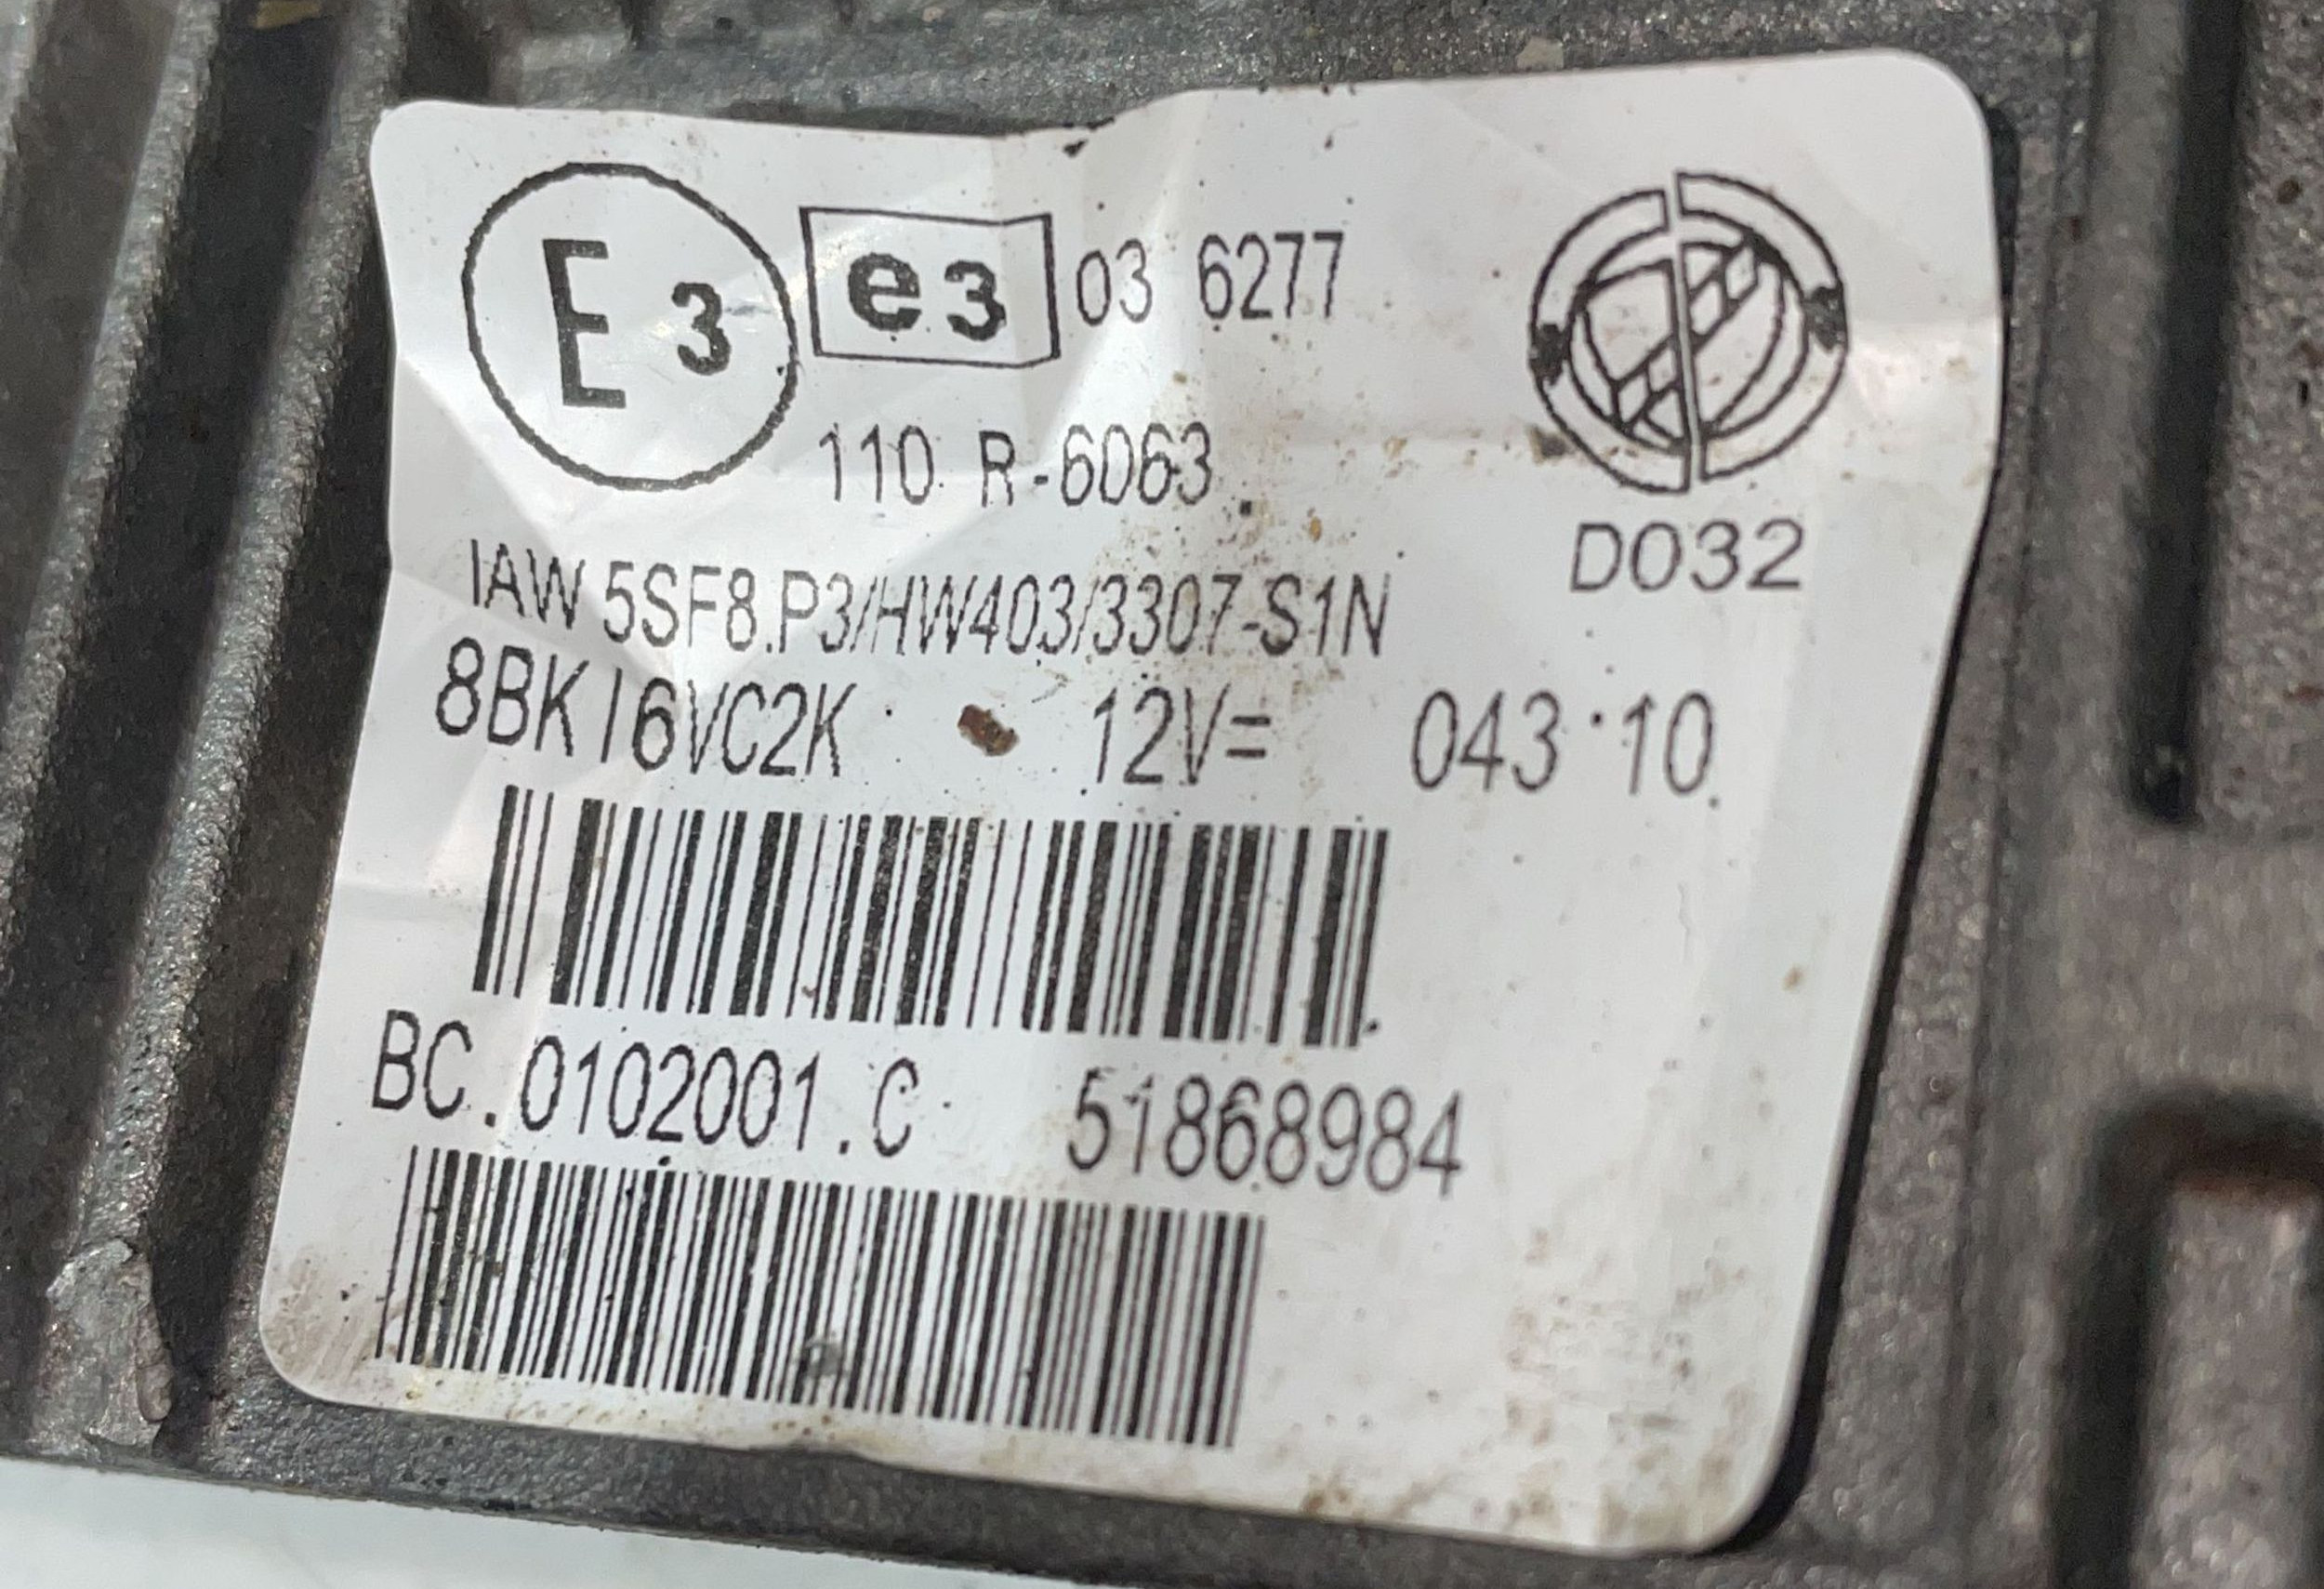 E 3 e3 03 6277
110 R-6063
D032
IAW 5SF8.P3/HW403/3307-S1N
8BKI6VC2K 12V= 043 10
BC.0102001.C 51868984